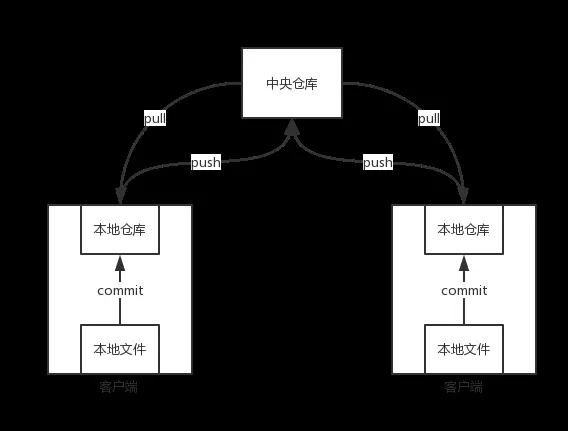 中央仓库
pull
pull
push
push
本地仓库
本地仓库
commit
commit
本地文件
本地文件
客户端
客户端